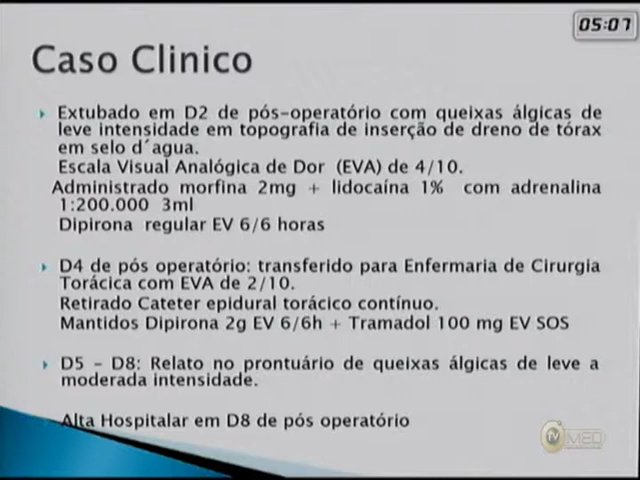 05:07
Caso Clinico
Extubado em D2 de pós-operatório com queixas álgicas de
leve intensidade em topografia de inserção de dreno de tórax
em selo d´agua.
Escala Visual Analógica de Dor (EVA) de 4/10.
Administrado morfina 2mg + lidocaína 1% com adrenalina
1:200.000 3ml
Dipirona regular EV 6/6 horas
D4 de pós operatório: transferido para Enfermaria de Cirurgia
Torácica com EVA de 2/10.
Retirado Cateter epidural torácico contínuo.
Mantidos Dipirona 2g EV 6/6h + Tramadol 100 mg EV SOS
D5 – D8: Relato no prontuário de queixas álgicas de leve a
moderada intensidade.
Alta Hospitalar em D8 de pós operatório
tv MED